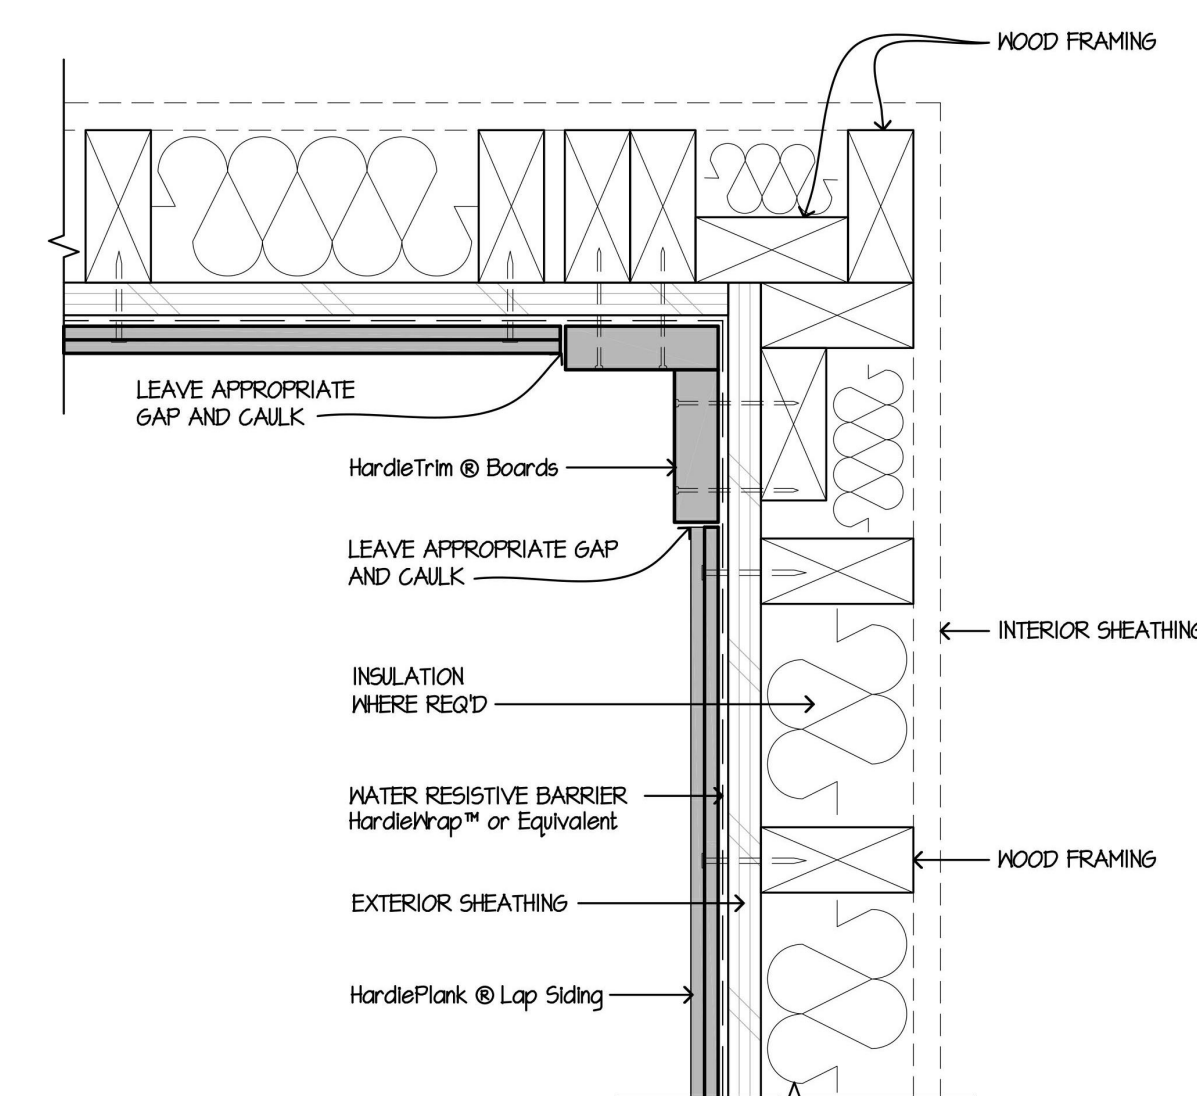 WOOD FRAMING
LEAVE APPROPRIATE
GAP AND CAULK
HardieTrim ® Boards
LEAVE APPROPRIATE GAP
AND CAULK
INTERIOR SHEATHING
INSULATION
WHERE REQ'D
WATER RESISTIVE BARRIER
HardieWrap™ or Equivalent
WOOD FRAMING
EXTERIOR SHEATHING
HardiePlank ® Lap Siding